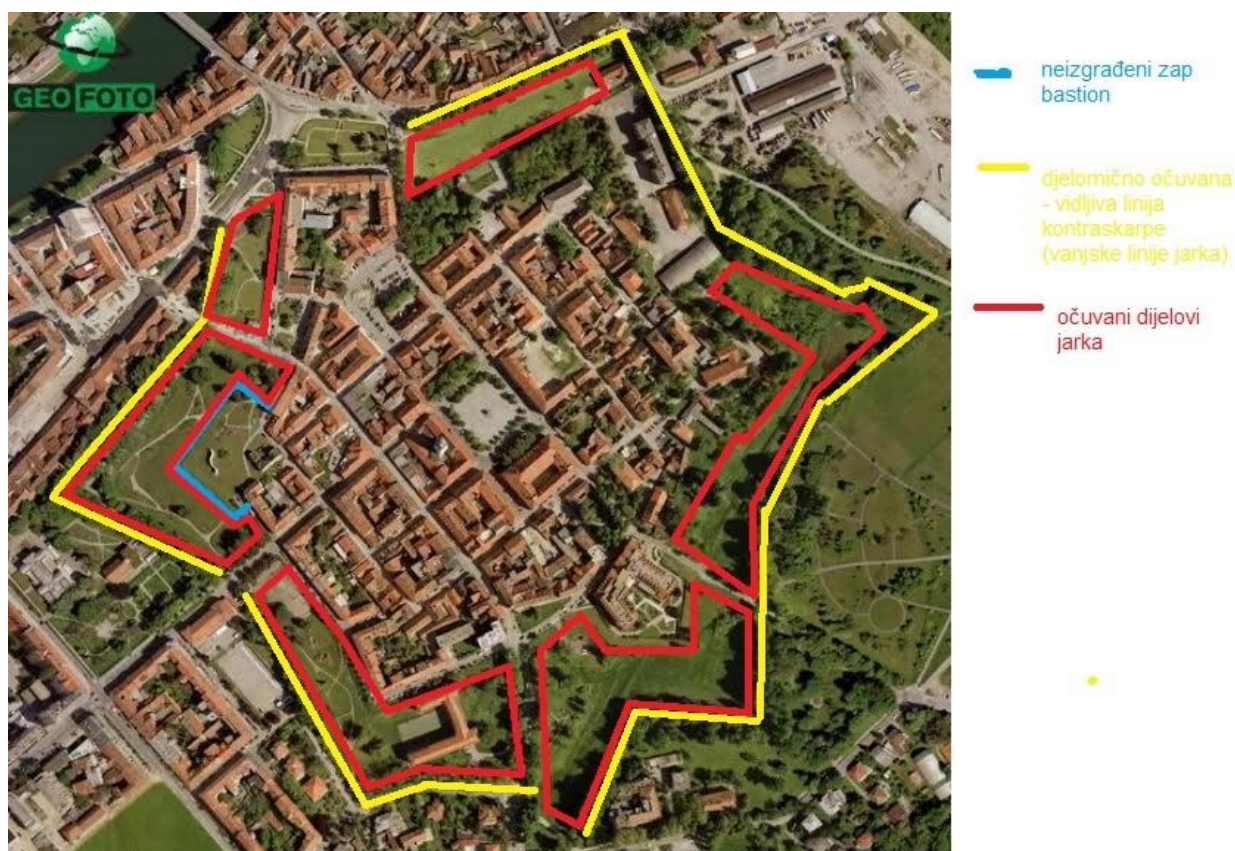 GEO FOTO
neizgrađeni zap
bastion
djelomično očuvana
- vidljiva linija
kontraskarpe
(vanjske linije jarka)
očuvani dijelovi
jarka